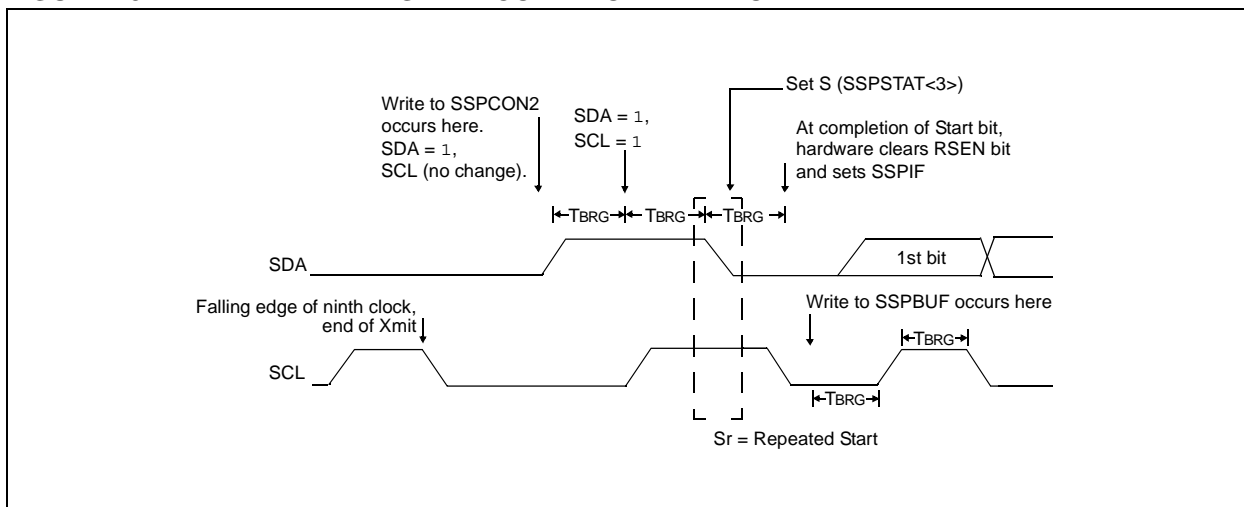 Set S (SSPSTAT<3>)
Write to SSPCON2
occurs here.
SDA = 1,
SCL (no change).
SDA = 1,
SCL = 1
At completion of Start bit,
hardware clears RSEN bit
and sets SSPIF
TBRG
TBRG
TBRG
SDA
1st bit
Falling edge of ninth clock,
end of Xmit
Write to SSPBUF occurs here
TBRG
SCL
TBRG
Sr = Repeated Start